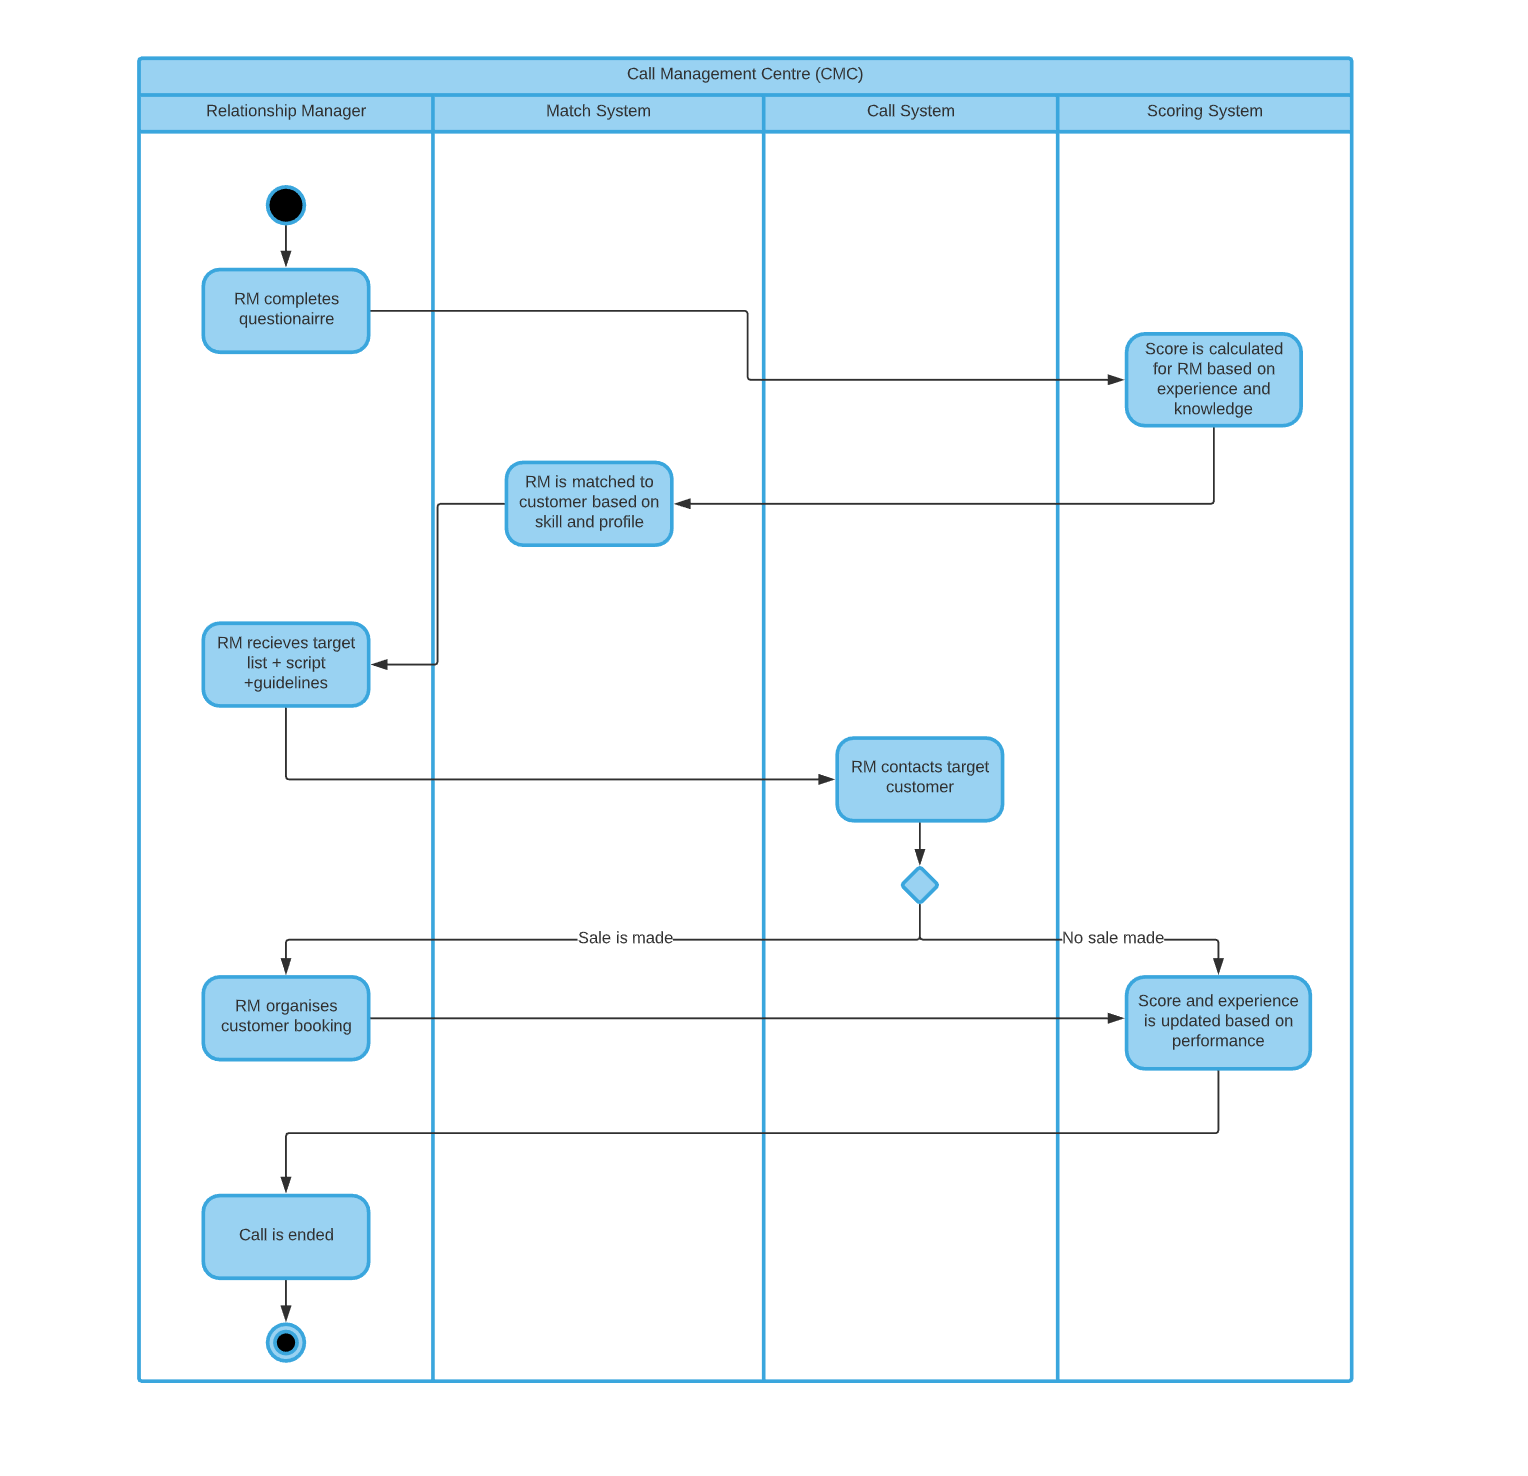 Call Management Centre (CMC)
Relationship Manager
Match System
Call System
Scoring System
RM completes
questionairre
Score is calculated
for RM based on
experience and
knowledge
RM is matched to
customer based on
skill and profile
RM recieves target
list + script
+guidelines
RM contacts target
customer
Sale is made
No sale made
RM organises
customer booking
Score and experience
is updated based on
performance
Call is ended